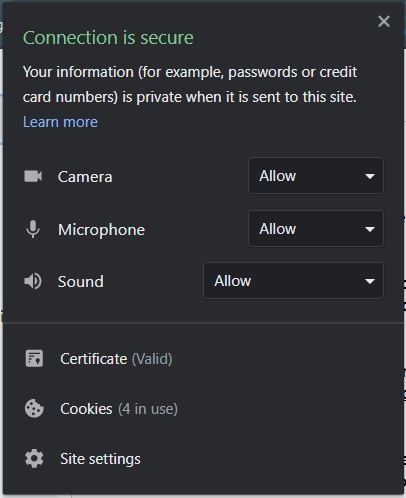 Connection is secure
Your information (for example, passwords or credit
card numbers) is private when it is sent to this site.
Learn more
Camera Allow
Microphone Allow
Sound Allow
Certificate (Valid)
Cookies (4 in use)
Site settings